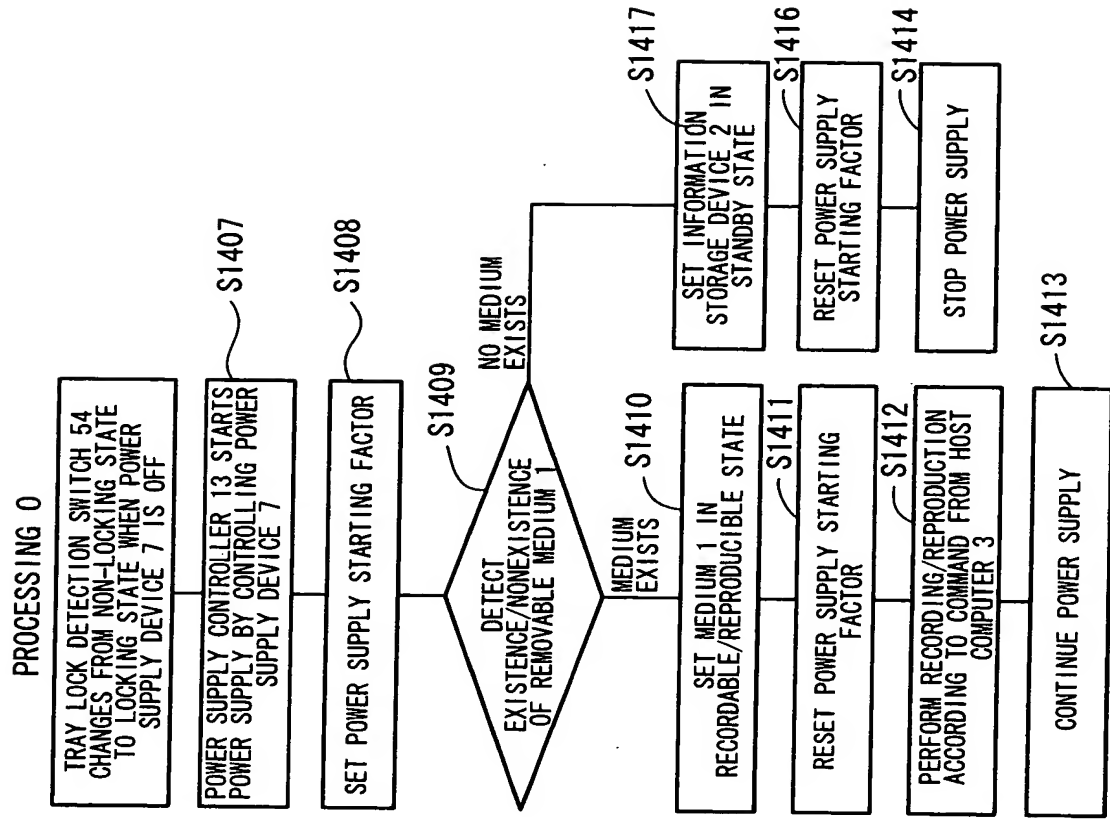 PROCESSING O
TRAY LOCK DETECTION SWITCH 54
CHANGES FROM NON-LOCKING STATE
TO LOCKING STATE WHEN POWER
SUPPLY DEVICE 7 IS OFF
S1407
POWER SUPPLY CONTROLLER 13 STARTS
POWER SUPPLY BY CONTROLLING POWER
SUPPLY DEVICE 7
S1408
SET POWER SUPPLY STARTING FACTOR
S1409
DETECT
EXISTENCE/NONEXISTENCE
OF REMOVABLE MEDIUM 1
NO MEDIUM
EXISTS
MEDIUM
EXISTS
S1410
SET MEDIUM 1 IN
RECORDABLE/REPRODUCIBLE STATE
S1411
RESET POWER SUPPLY STARTING
FACTOR
S1412
PERFORM RECORDING/REPRODUCTION
ACCORDING TO COMMAND FROM HOST
COMPUTER 3
S1413
CONTINUE POWER SUPPLY
S1417
SET INFORMATION
STORAGE DEVICE 2 IN
STANDBY STATE
S1416
RESET POWER SUPPLY
STARTING FACTOR
S1414
STOP POWER SUPPLY